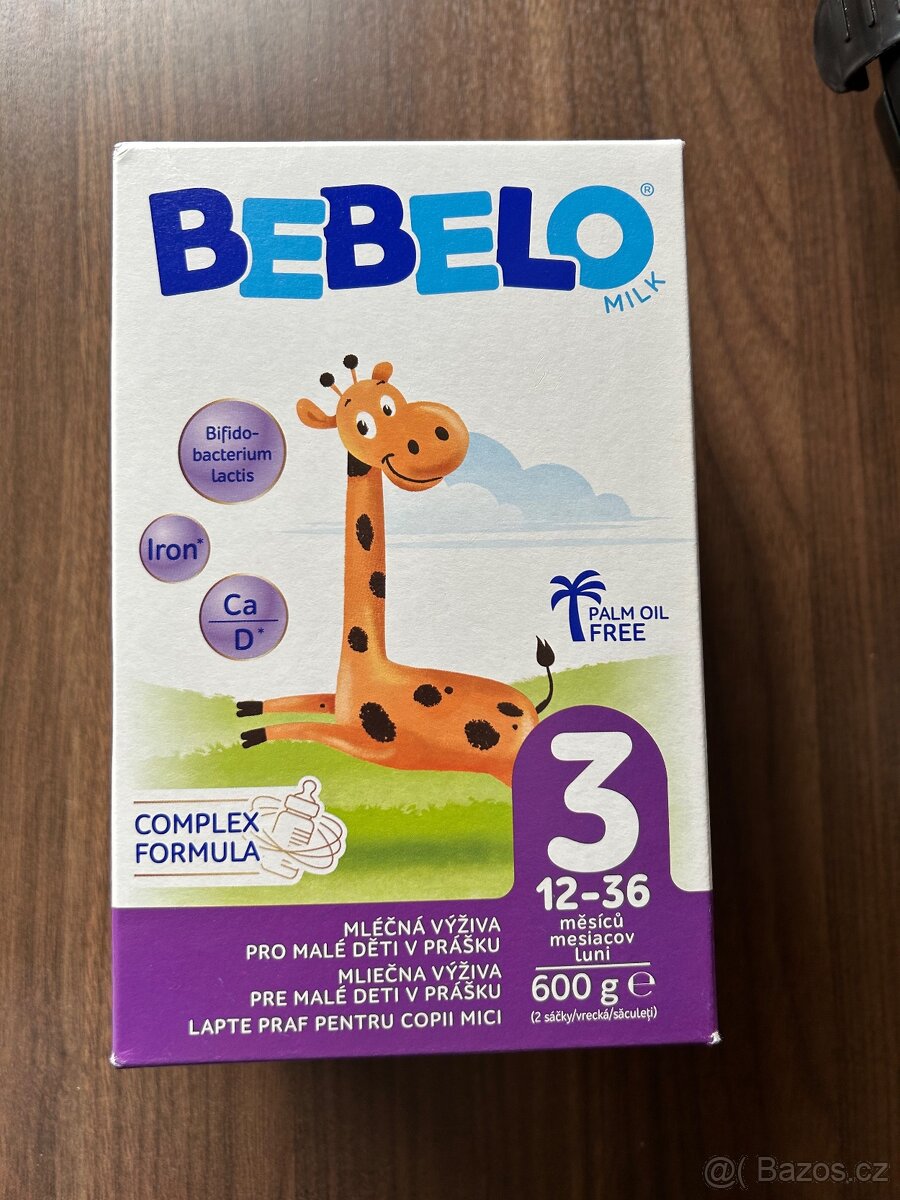 BEBELO®
MILK
Bifido-
bacterium
lactis
Iron*
Ca
D*
PALM OIL
FREE
COMPLEX
FORMULA
3
12-36
měsíců
mesiacov
luni
600 g ℮
(2 sáčky/vrecká/săculeți)
MLÉČNÁ VÝŽIVA
PRO MALÉ DĚTI V PRÁŠKU
MLIEČNA VÝŽIVA
PRE MALÉ DETI V PRÁŠKU
LAPTE PRAF PENTRU COPII MICI
@( Bazos.cz